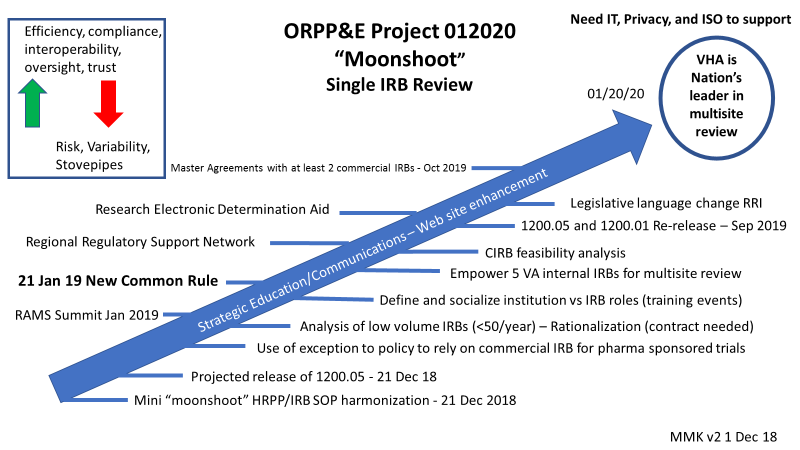 ORPP&E Project 012020
“Moonshoot”
Single IRB Review
Need IT, Privacy, and ISO to support
Efficiency, compliance,
interoperability,
oversight, trust
Risk, Variability,
Stovepipes
VHA is
Nation’s
leader in
multisite
review
01/20/20
Master Agreements with at least 2 commercial IRBs - Oct 2019
Legislative language change RRI
Research Electronic Determination Aid
1200.05 and 1200.01 Re-release – Sep 2019
Regional Regulatory Support Network
CIRB feasibility analysis
Empower 5 VA internal IRBs for multisite review
21 Jan 19 New Common Rule
Define and socialize institution vs IRB roles (training events)
RAMS Summit Jan 2019
Analysis of low volume IRBs (<50/year) – Rationalization (contract needed)
Use of exception to policy to rely on commercial IRB for pharma sponsored trials
Projected release of 1200.05 - 21 Dec 18
Mini “moonshoot” HRPP/IRB SOP harmonization - 21 Dec 2018
Strategic Education/Communications – Web site enhancement
MMK v2 1 Dec 18